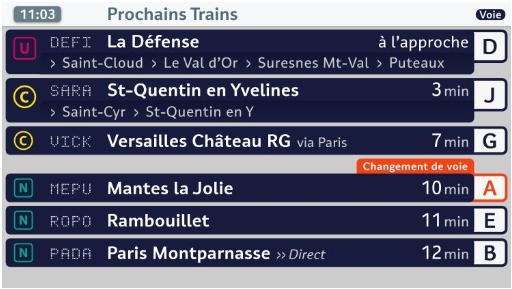 11:03 Prochains Trains Voie
U DEFI La Défense à l'approche D
› Saint-Cloud › Le Val d'Or › Suresnes Mt-Val › Puteaux
C SARA St-Quentin en Yvelines 3 min J
› Saint-Cyr › St-Quentin en Y
C VICK Versailles Château RG via Paris 7 min G
Changement de voie
N MEPU Mantes la Jolie 10 min A
N ROPO Rambouillet 11 min E
N PADA Paris Montparnasse ›› Direct 12 min B